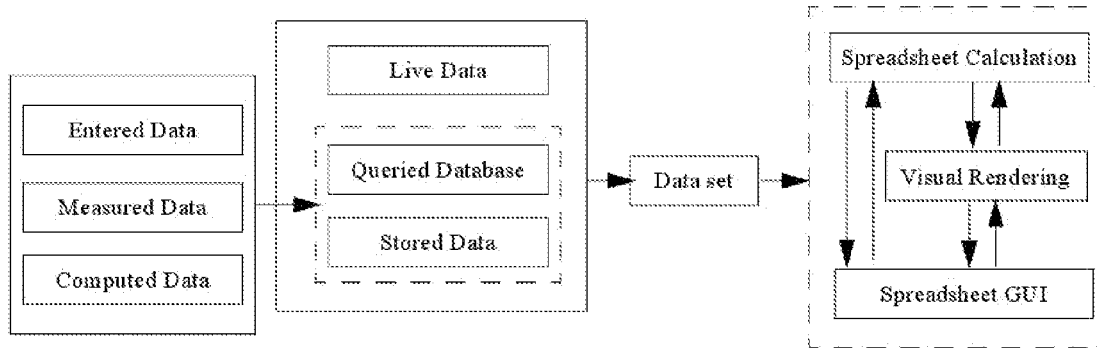 Entered Data
Measured Data
Computed Data
Live Data
Queried Database
Stored Data
Data set
Spreadsheet Calculation
Visual Rendering
Spreadsheet GUI